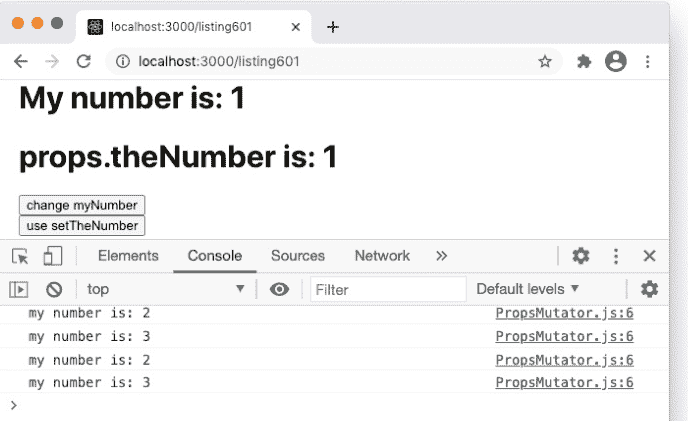 localhost:3000/listing601
localhost:3000/listing601
My number is: 1
props.theNumber is: 1
change myNumber
use setTheNumber
Elements Console Sources Network »
top Filter Default levels
my number is: 2 PropsMutator.js:6
my number is: 3 PropsMutator.js:6
my number is: 2 PropsMutator.js:6
my number is: 3 PropsMutator.js:6
>